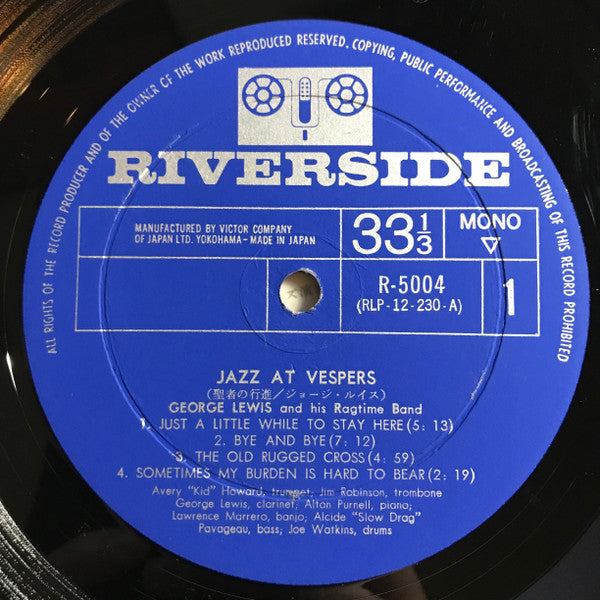 ALL RIGHTS OF THE RECORD PRODUCER AND OF THE OWNER OF THE WORK REPRODUCED RESERVED. COPYING, PUBLIC PERFORMANCE AND BROADCASTING OF THIS RECORD PROHIBITED
RIVERSIDE
MANUFACTURED BY VICTOR COMPANY
OF JAPAN LTD. YOKOHAMA-MADE IN JAPAN
33 1/3
MONO
R-5004
(RLP-12-230-A)
1
JAZZ AT VESPERS
(聖者の行進/ジョージ・ルイス)
GEORGE LEWIS and his Ragtime Band
1. JUST A LITTLE WHILE TO STAY HERE(5:13)
2. BYE AND BYE(7:12)
3. THE OLD RUGGED CROSS(4:59)
4. SOMETIMES MY BURDEN IS HARD TO BEAR(2:19)
Avery "Kid" Howard, trumpet; Jim Robinson, trombone
George Lewis, clarinet; Alton Purnell, piano;
Lawrence Marrero, banjo; Alcide "Slow Drag"
Pavageau, bass; Joe Watkins, drums